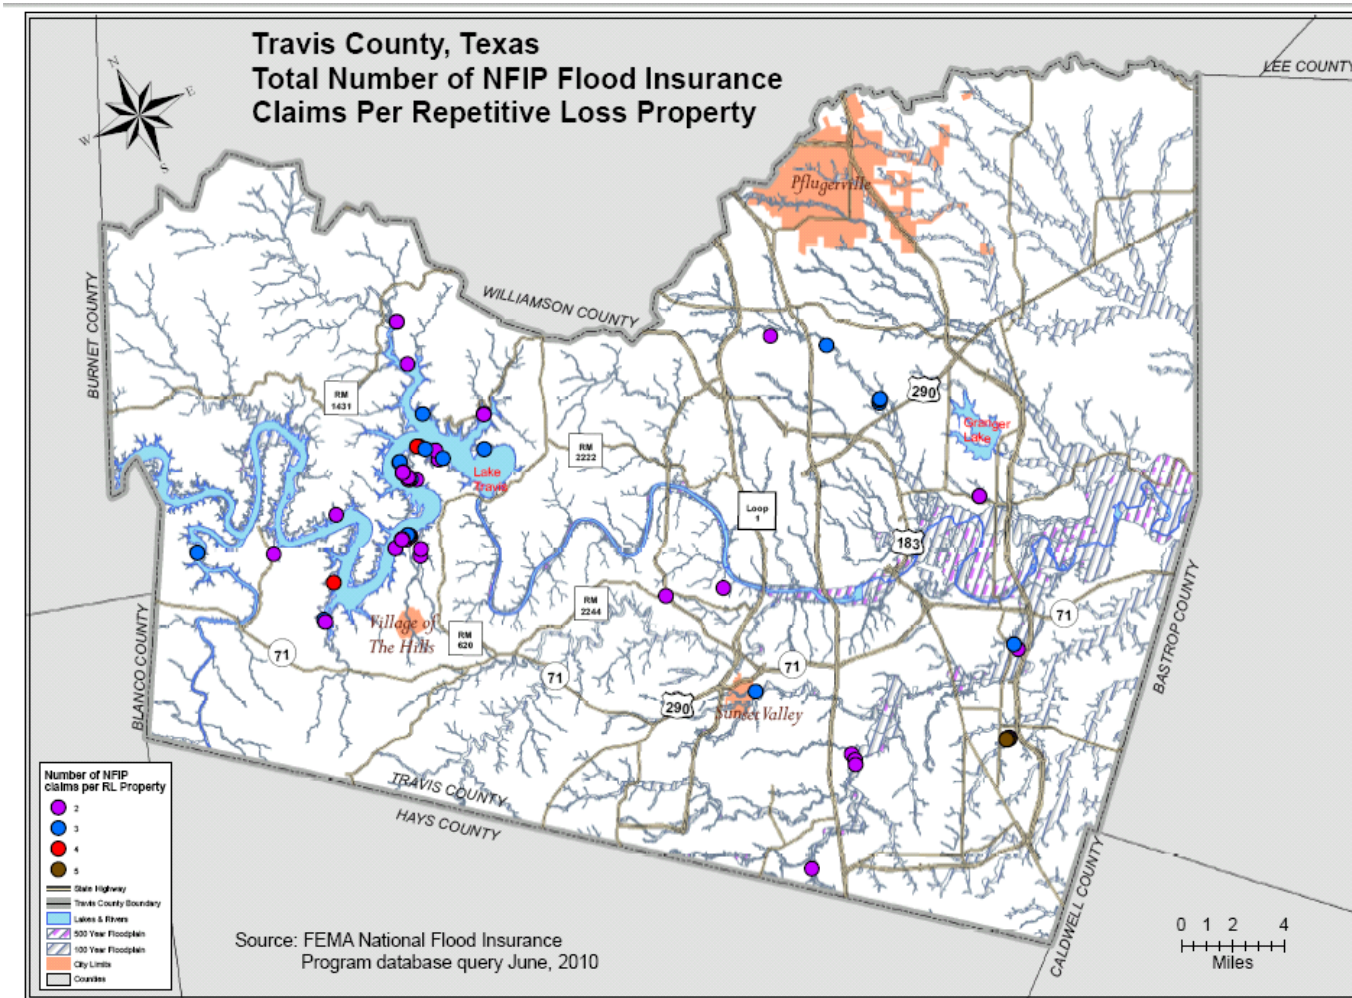 Travis County, Texas
Total Number of NFIP Flood Insurance
Claims Per Repetitive Loss Property
N
E
W
S
LEE COUNTY
Pflugerville
WILLIAMSON COUNTY
BURNET COUNTY
RM
1431
290
Granger
Lake
RM
2222
Lake
Travis
Loop
1
183
RM
2244
71
BASTROP COUNTY
BLANCO COUNTY
Village of
The Hills
RM
620
71
71
71
290
Sunset Valley
TRAVIS COUNTY
HAYS COUNTY
CALDWELL COUNTY
Number of NFIP
claims per RL Property
2
3
4
5
State Highway
Travis County Boundary
Lakes & Rivers
500 Year Floodplain
100 Year Floodplain
City Limits
Counties
Source: FEMA National Flood Insurance
Program database query June, 2010
0 1 2 4
Miles